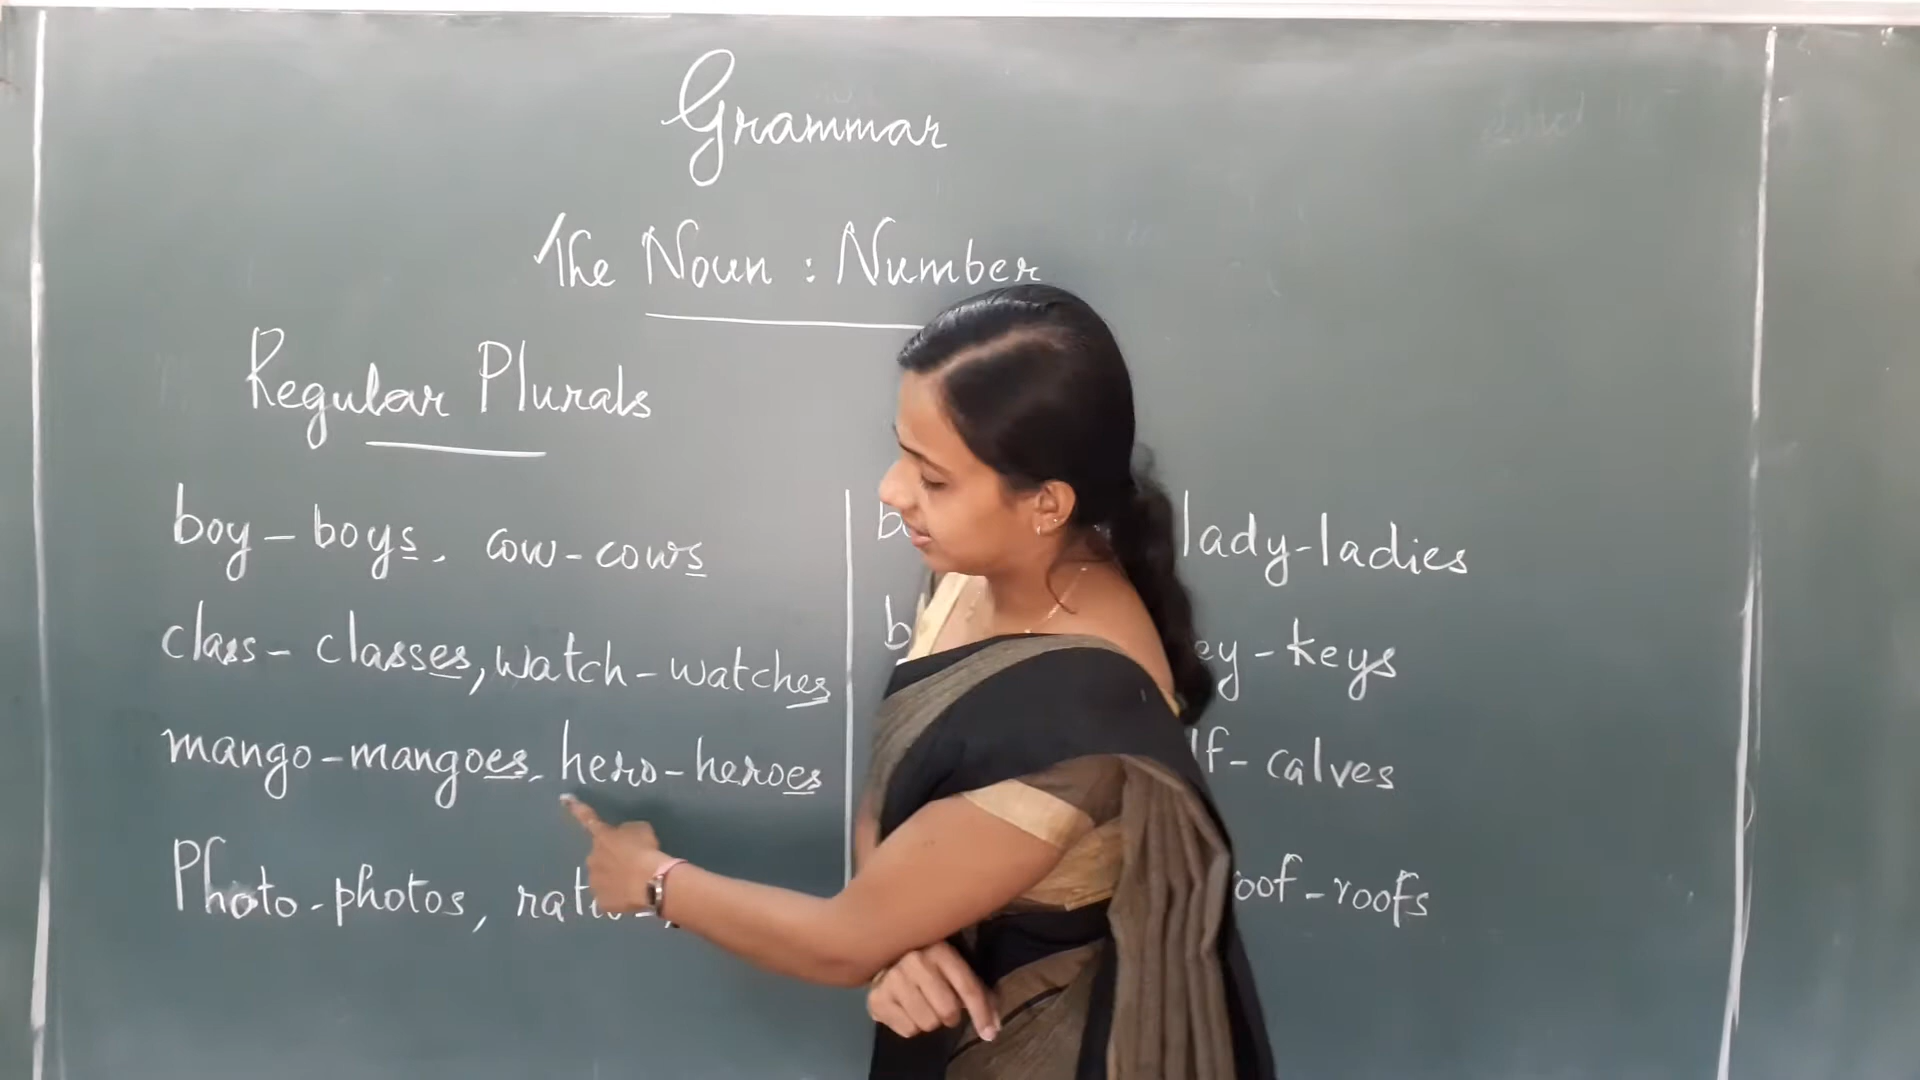 Grammar
The Noun : Number
Regular Plurals
boy - boys, cow - cows
class - classes, watch - watches
mango - mangoes, hero - heroes
Photo - photos,
lady - ladies
- keys
- calves
- roofs